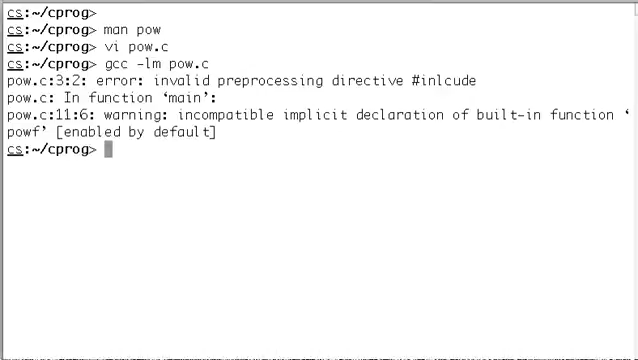 cs:~/cprog>
cs:~/cprog> man pow
cs:~/cprog> vi pow.c
cs:~/cprog> gcc -lm pow.c
pow.c:3:2: error: invalid preprocessing directive #inlcude
pow.c: In function ‘main’:
pow.c:11:6: warning: incompatible implicit declaration of built-in function ‘
powf’ [enabled by default]
cs:~/cprog>